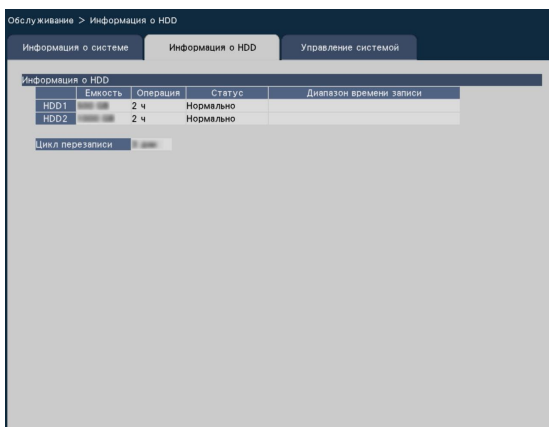 Обслуживание > Информация о HDD
Информация о системе Информация о HDD Управление системой
Информация о HDD
Емкость Операция Статус Диапазон времени записи
HDD1 2 ч Нормально
HDD2 2 ч Нормально
Цикл перезаписи